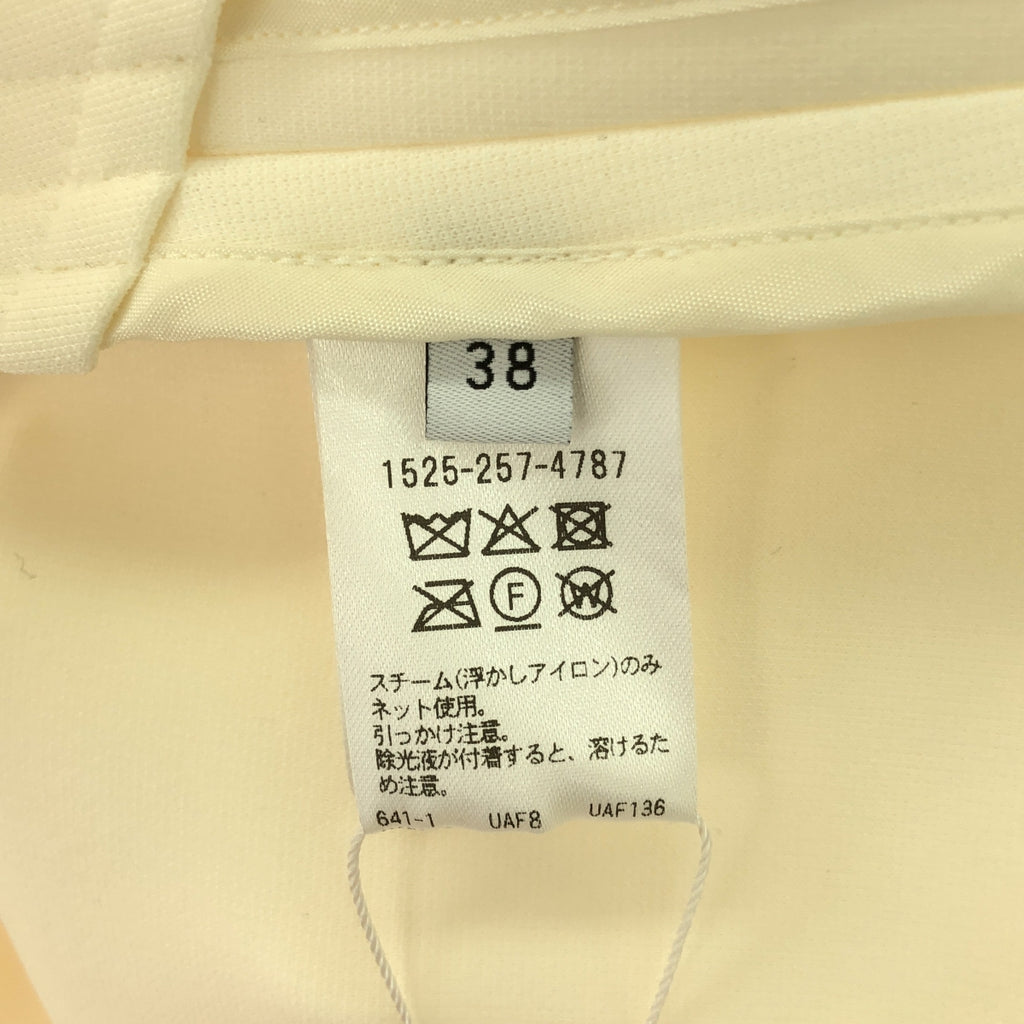 38
1525-257-4787
F
W
スチーム(浮かしアイロン)のみ
ネット使用。
引っかけ注意。
除光液が付着すると、溶けるた
め注意。
641-1 UAF8 UAF136